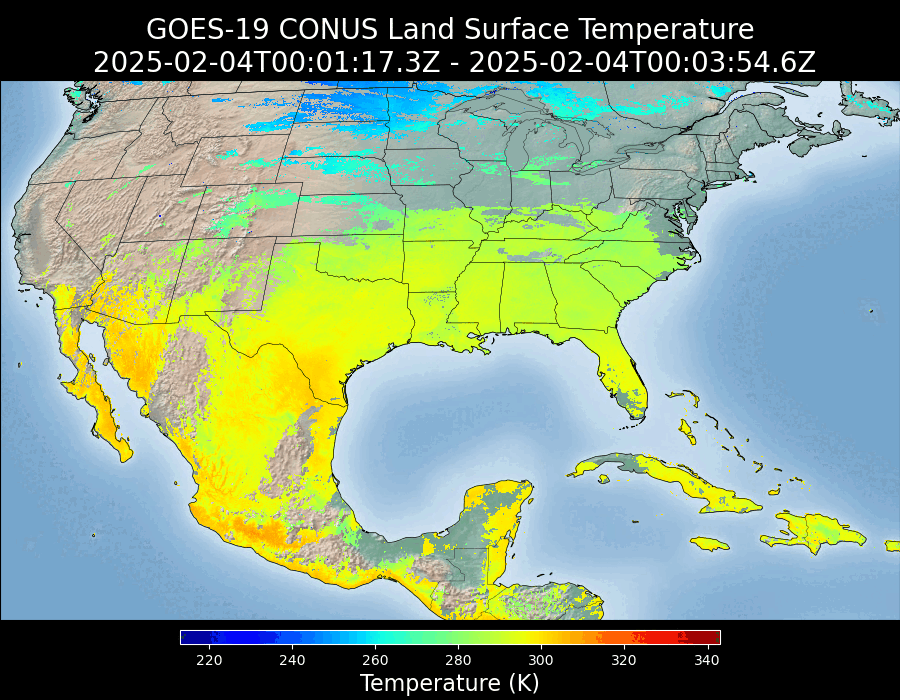 GOES-19 CONUS Land Surface Temperature
2025-02-04T00:01:17.3Z - 2025-02-04T00:03:54.6Z
220 240 260 280 300 320 340
Temperature (K)